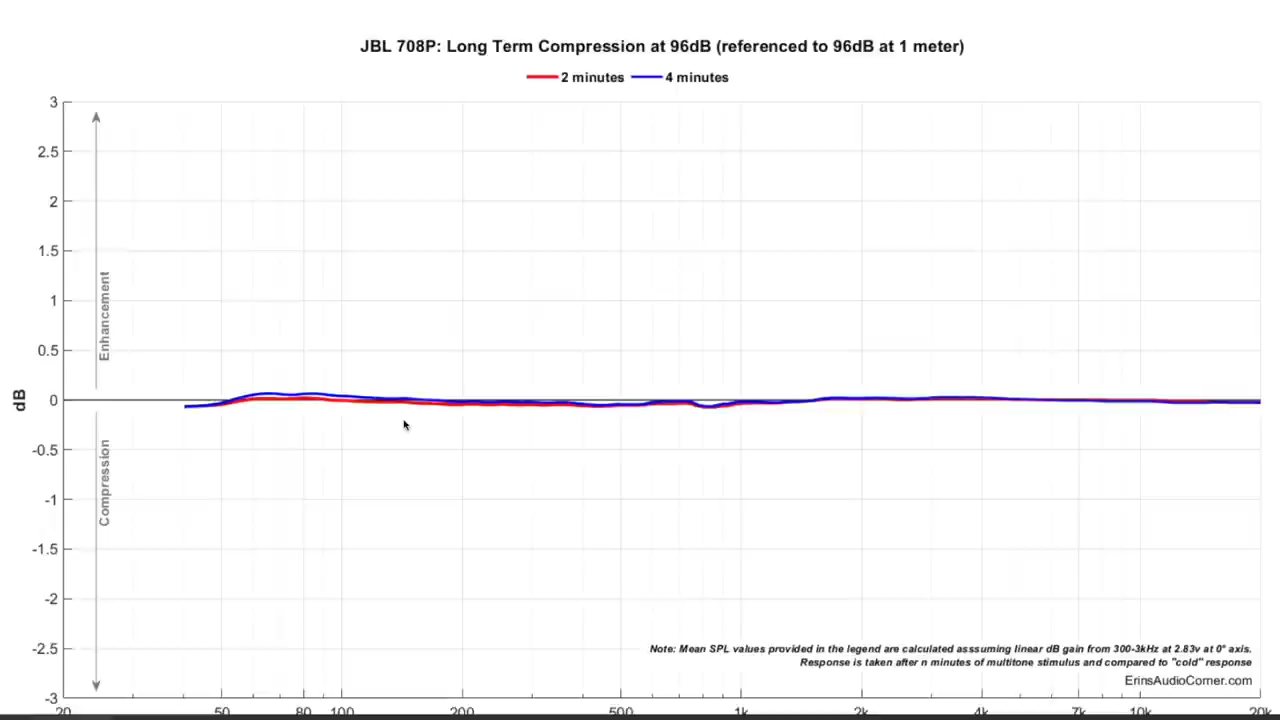 JBL 708P: Long Term Compression at 96dB (referenced to 96dB at 1 meter)
2 minutes 4 minutes
3
2.5
2
1.5
1
0.5
0
-0.5
-1
-1.5
-2
-2.5
-3
dB
Enhancement
Compression
Note: Mean SPL values provided in the legend are calculated asssuming linear dB gain from 300-3kHz at 2.83v at 0° axis.
Response is taken after n minutes of multitone stimulus and compared to "cold" response
ErinsAudioCorner.com
20 50 80 100 200 500 1k 2k 4k 7k 10k 20k